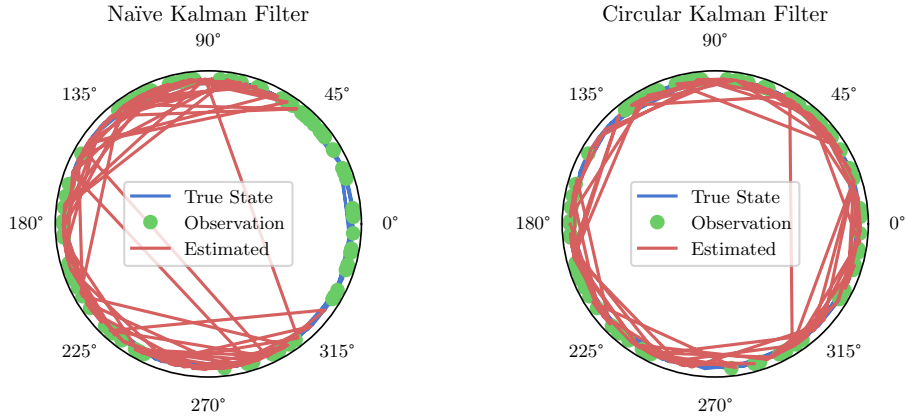 Naïve Kalman Filter
90°
135°
45°
180°
0°
True State
Observation
Estimated
225°
315°
270°
Circular Kalman Filter
90°
135°
45°
180°
0°
True State
Observation
Estimated
225°
315°
270°